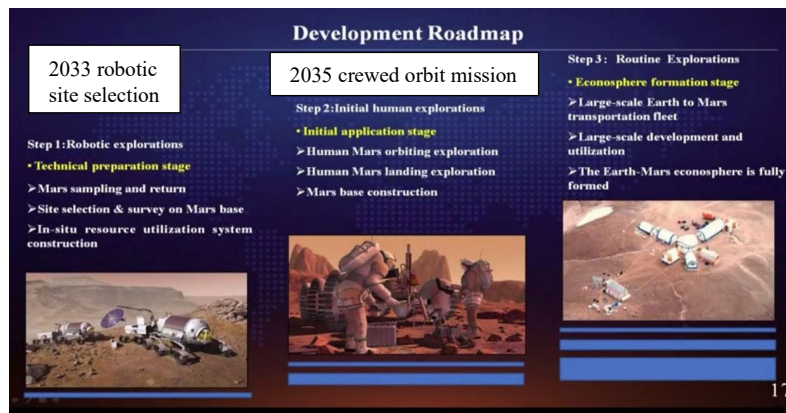 Development Roadmap
2033 robotic
site selection
Step 1:Robotic explorations
• Technical preparation stage
➢Mars sampling and return
➢Site selection & survey on Mars base
➢In-situ resource utilization system
construction
2035 crewed orbit mission
Step 2:Initial human explorations
• Initial application stage
➢Human Mars orbiting exploration
➢Human Mars landing exploration
➢Mars base construction
Step 3: Routine Explorations
• Econosphere formation stage
➢Large-scale Earth to Mars
transportation fleet
➢Large-scale development and
utilization
➢The Earth-Mars econosphere is fully
formed
17